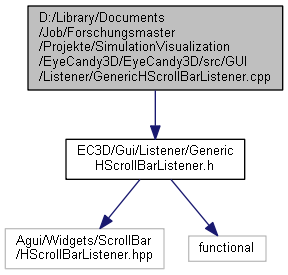 D:/Library/Documents
/Job/Forschungsmaster
/Projekte/SimulationVisualization
/EyeCandy3D/EyeCandy3D/src/GUI
/Listener/GenericHScrollBarListener.cpp
EC3D/Gui/Listener/Generic
HScrollBarListener.h
Agui/Widgets/ScrollBar
/HScrollBarListener.hpp
functional